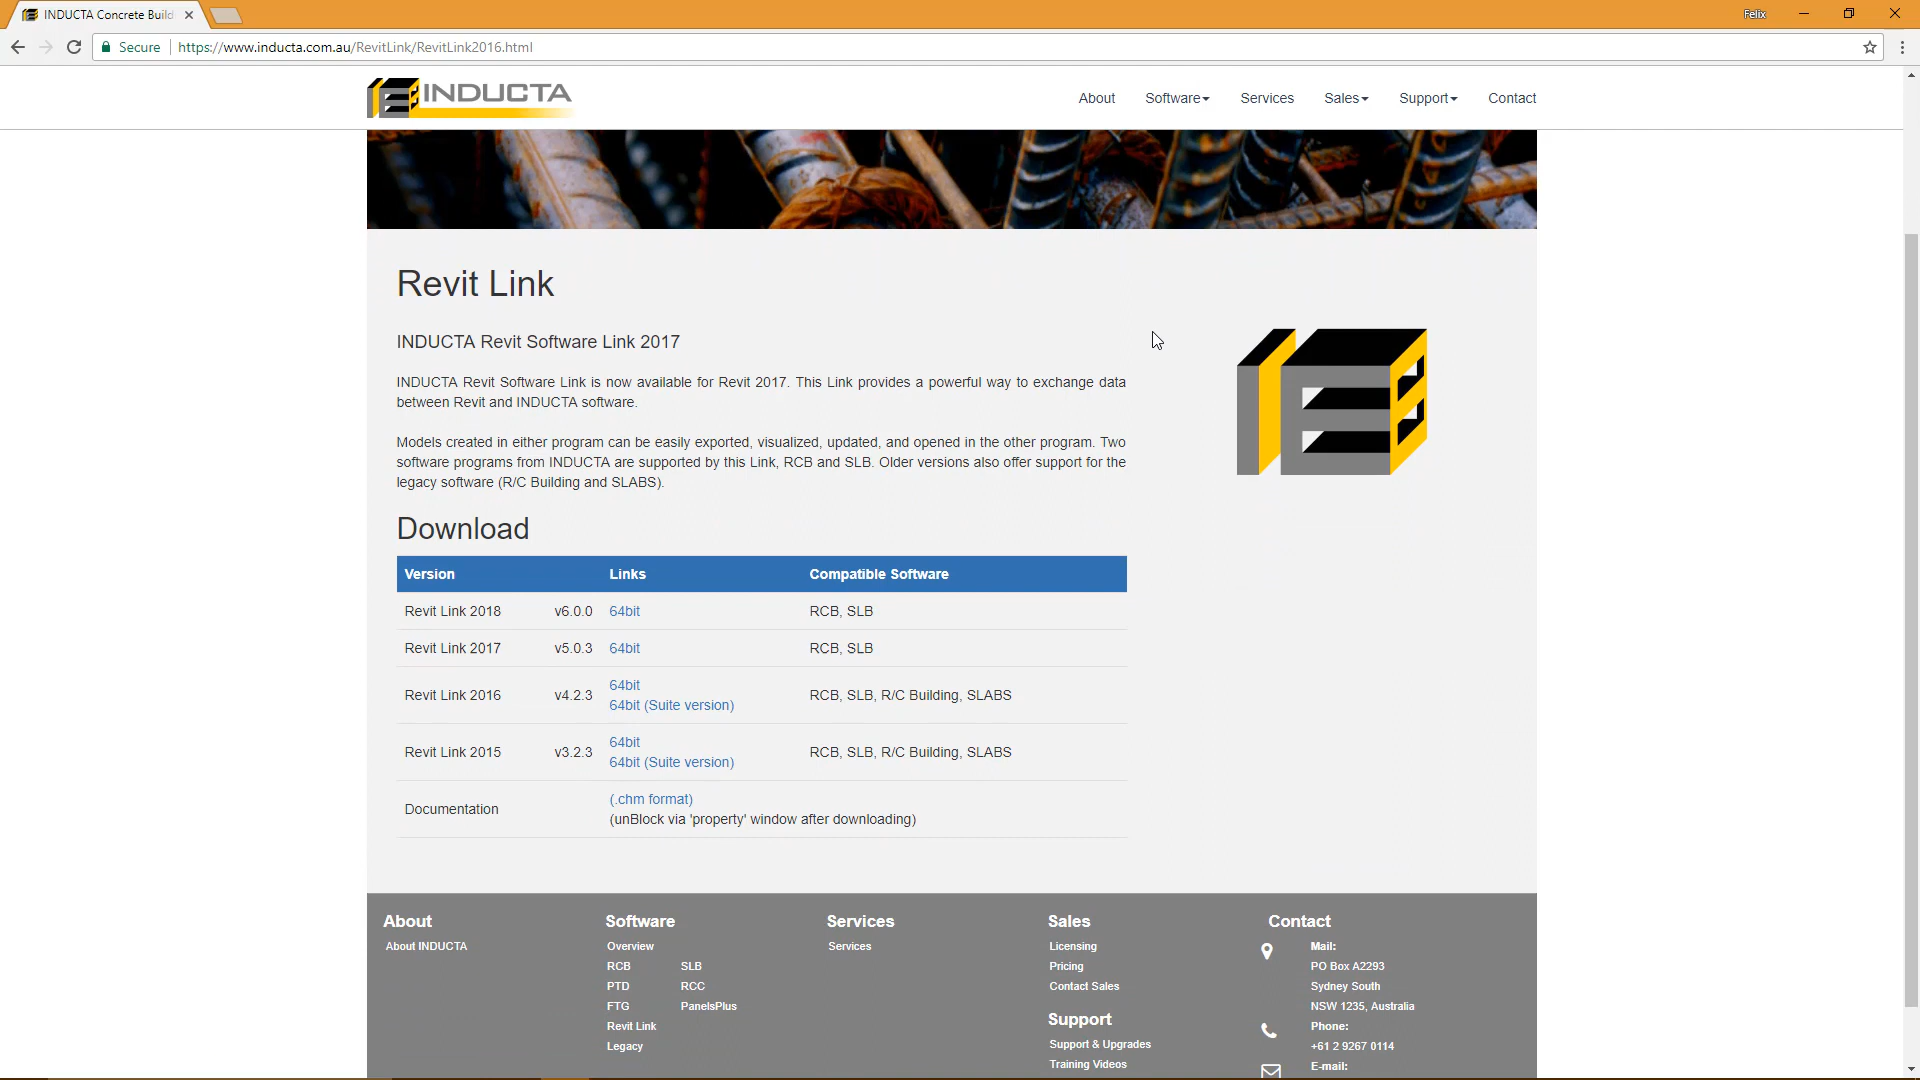 INDUCTA Concrete Build
Felix
Secure https://www.inducta.com.au/RevitLink/RevitLink2016.html
INDUCTA
About Software Services Sales Support Contact
Revit Link
INDUCTA Revit Software Link 2017
INDUCTA Revit Software Link is now available for Revit 2017. This Link provides a powerful way to exchange data
between Revit and INDUCTA software.
Models created in either program can be easily exported, visualized, updated, and opened in the other program. Two
software programs from INDUCTA are supported by this Link, RCB and SLB. Older versions also offer support for the
legacy software (R/C Building and SLABS).
Download
Version Links Compatible Software
Revit Link 2018 v6.0.0 64bit RCB, SLB
Revit Link 2017 v5.0.3 64bit RCB, SLB
Revit Link 2016 v4.2.3 64bit RCB, SLB, R/C Building, SLABS
64bit (Suite version)
Revit Link 2015 v3.2.3 64bit RCB, SLB, R/C Building, SLABS
64bit (Suite version)
Documentation (.chm format)
(unBlock via 'property' window after downloading)
About
About INDUCTA
Software
Overview
RCB SLB
PTD RCC
FTG PanelsPlus
Revit Link
Legacy
Services
Services
Sales
Licensing
Pricing
Contact Sales
Support
Support & Upgrades
Training Videos
Contact
Mail:
PO Box A2293
Sydney South
NSW 1235, Australia
Phone:
+61 2 9267 0114
E-mail: